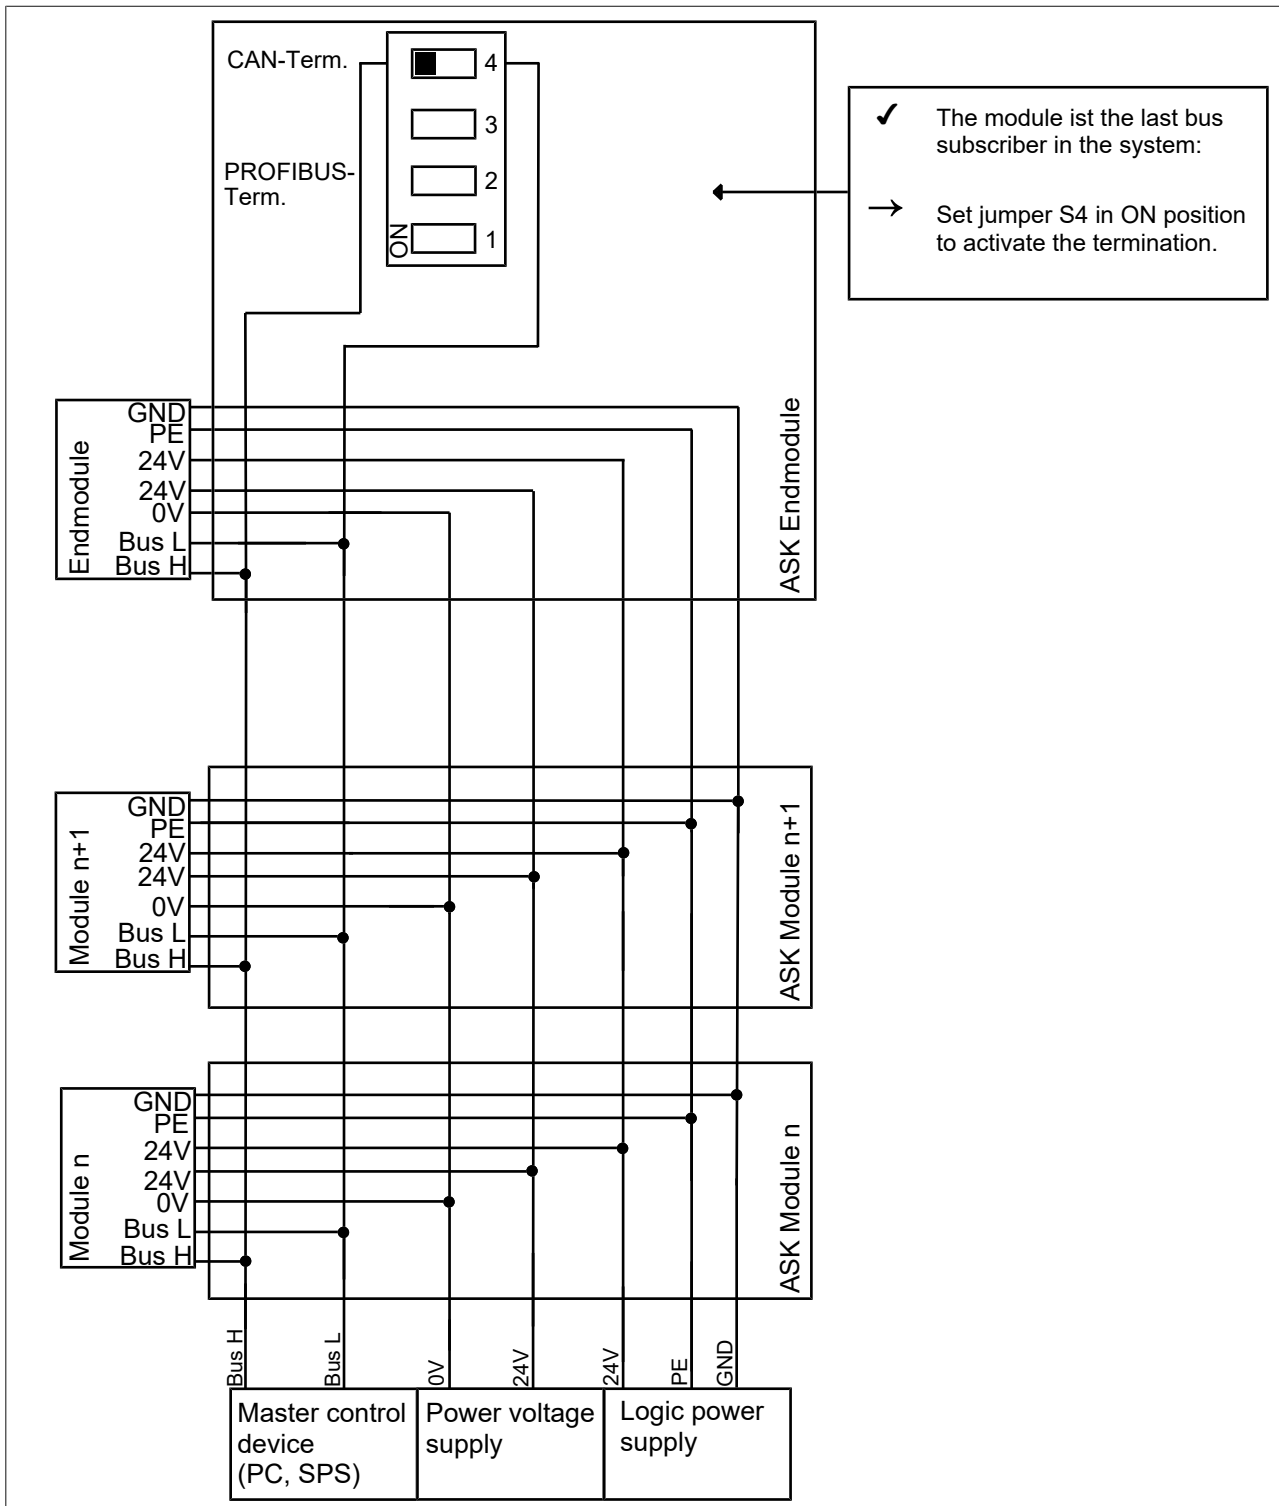 CAN-Term.
4
3
PROFIBUS-
Term.
2
ON
1
✓ The module ist the last bus
subscriber in the system:
→ Set jumper S4 in ON position
to activate the termination.
Endmodule
GND
PE
24V
24V
0V
Bus L
Bus H
ASK Endmodule
Module n+1
GND
PE
24V
24V
0V
Bus L
Bus H
ASK Module n+1
Module n
GND
PE
24V
24V
0V
Bus L
Bus H
ASK Module n
Bus H
Bus L
0V
24V
24V
PE
GND
Master control
device
(PC, SPS)
Power voltage
supply
Logic power
supply